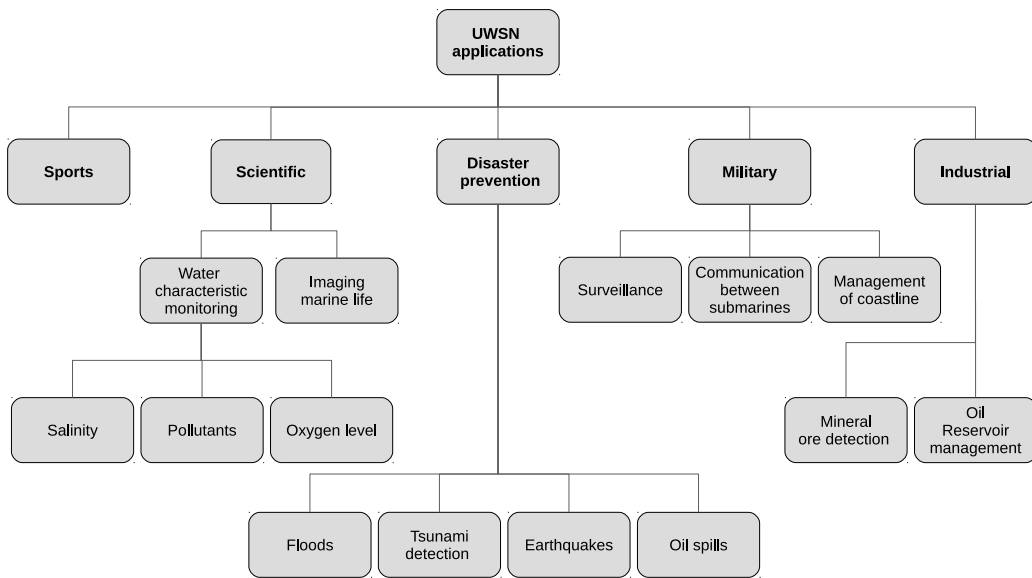 UWSN
applications
Sports
Scientific
Disaster
prevention
Military
Industrial
Water
characteristic
monitoring
Imaging
marine life
Surveillance
Communication
between
submarines
Management
of coastline
Salinity
Pollutants
Oxygen level
Mineral
ore detection
Oil
Reservoir
management
Floods
Tsunami
detection
Earthquakes
Oil spills